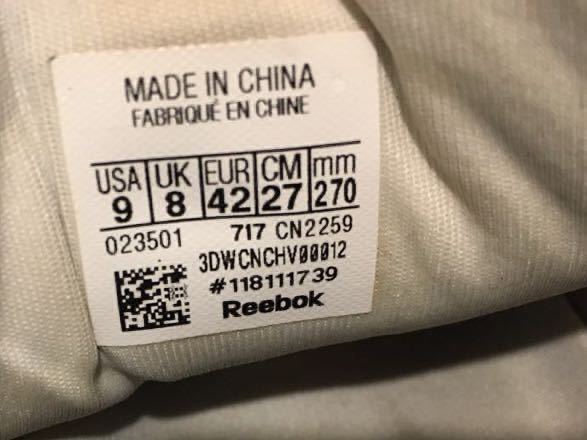 MADE IN CHINA
FABRIQUÉ EN CHINE
USA UK EUR CM mm
9 8 42 27 270
023501 717 CN2259
3DWCNCHV00012
#118111739
Reebok